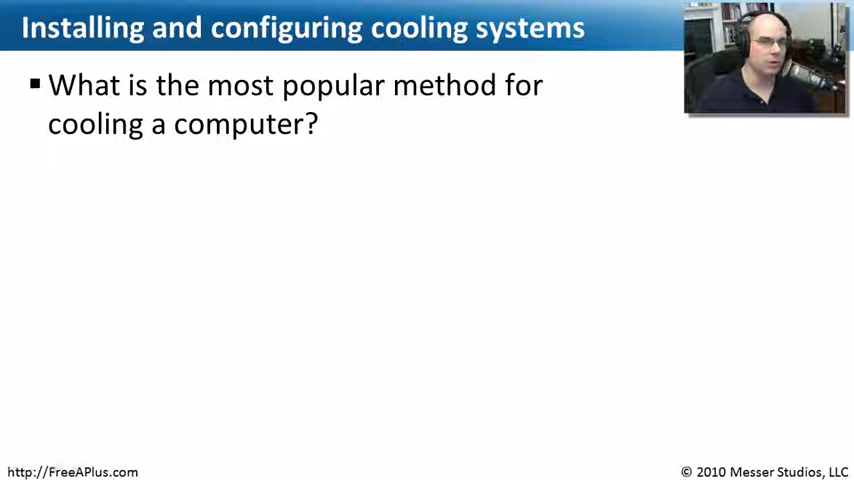 Installing and configuring cooling systems
▪ What is the most popular method for
cooling a computer?
http://FreeAPlus.com
© 2010 Messer Studios, LLC